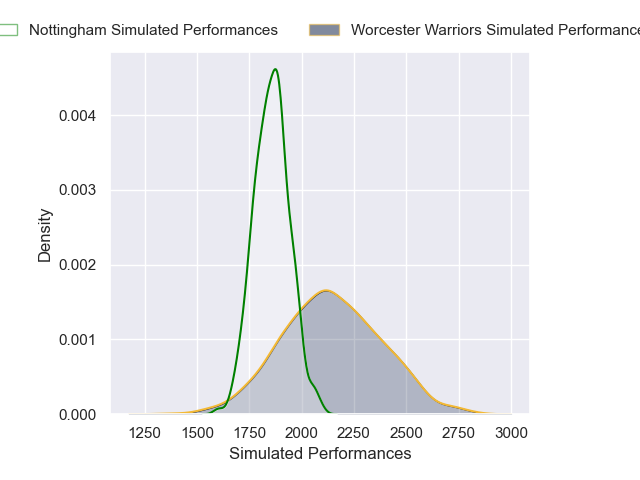 Nottingham Simulated Performances
Worcester Warriors Simulated Performance
Density
0.004
0.003
0.002
0.001
0.000
1250 1500 1750 2000 2250 2500 2750 3000
Simulated Performances